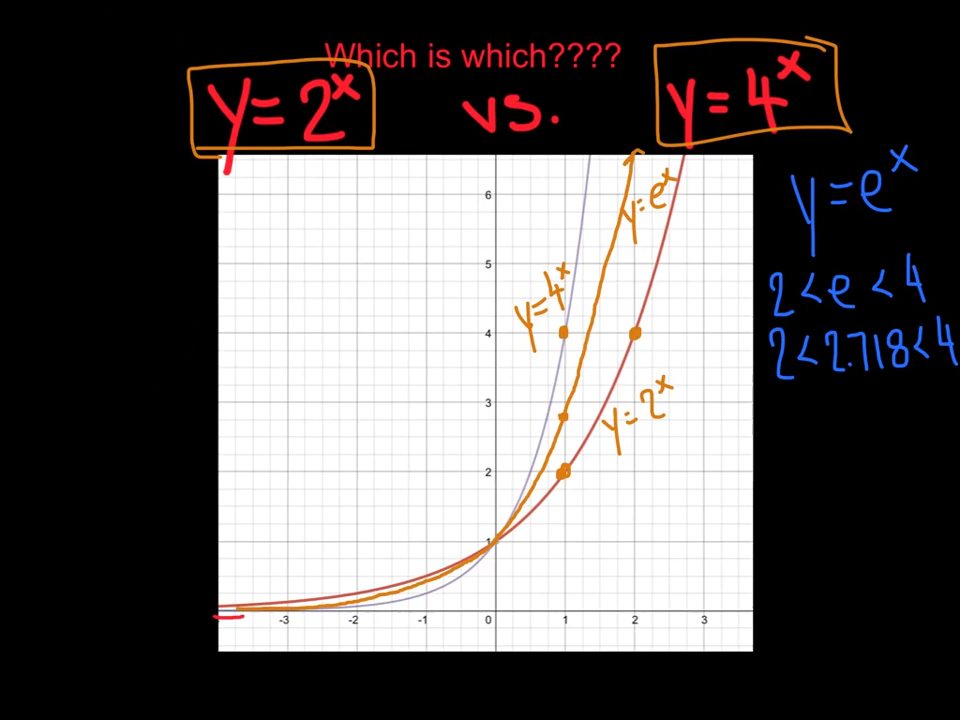 Which is which????
y = 2^x vs. y = 4^x
y = e^x
2 < e < 4
2 < 2.718 < 4
y = e^x
y = 4^x
y = 2^x
6
5
4
3
2
1
-3 -2 -1 0 1 2 3